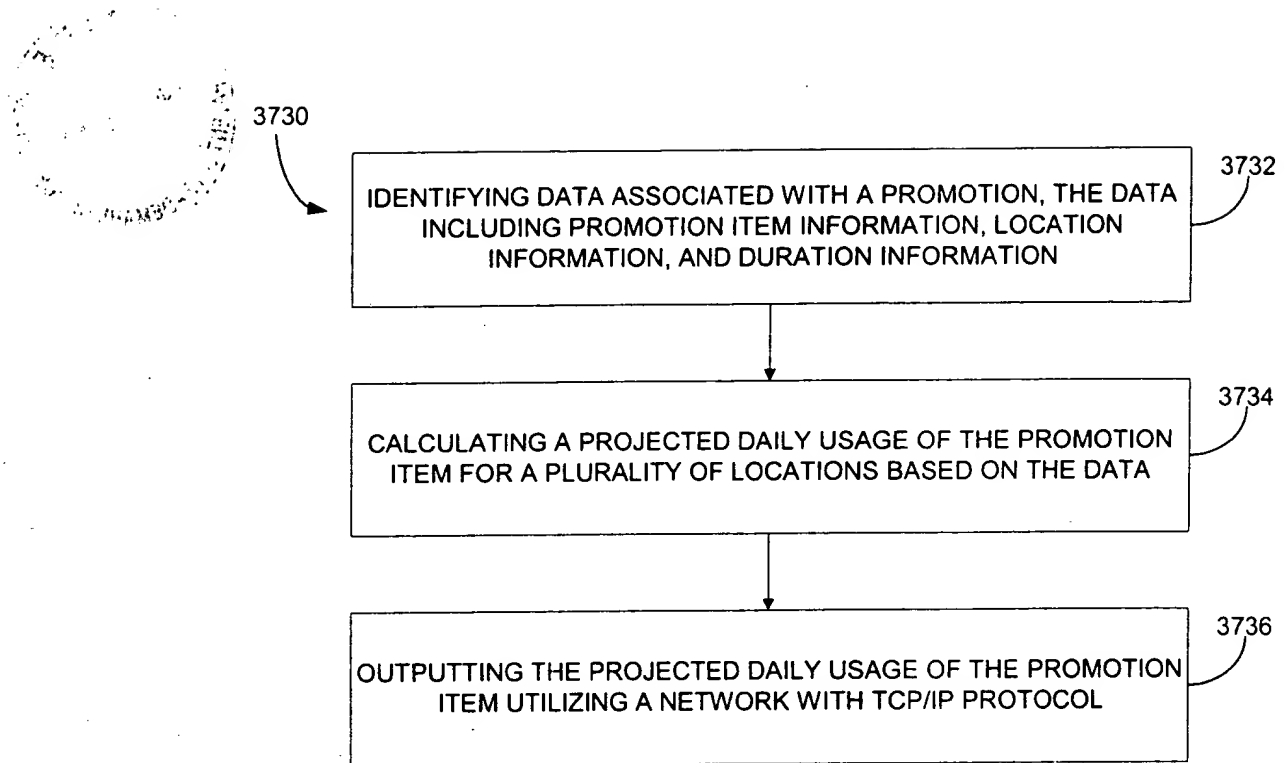 3730
3732
IDENTIFYING DATA ASSOCIATED WITH A PROMOTION, THE DATA
INCLUDING PROMOTION ITEM INFORMATION, LOCATION
INFORMATION, AND DURATION INFORMATION
3734
CALCULATING A PROJECTED DAILY USAGE OF THE PROMOTION
ITEM FOR A PLURALITY OF LOCATIONS BASED ON THE DATA
3736
OUTPUTTING THE PROJECTED DAILY USAGE OF THE PROMOTION
ITEM UTILIZING A NETWORK WITH TCP/IP PROTOCOL